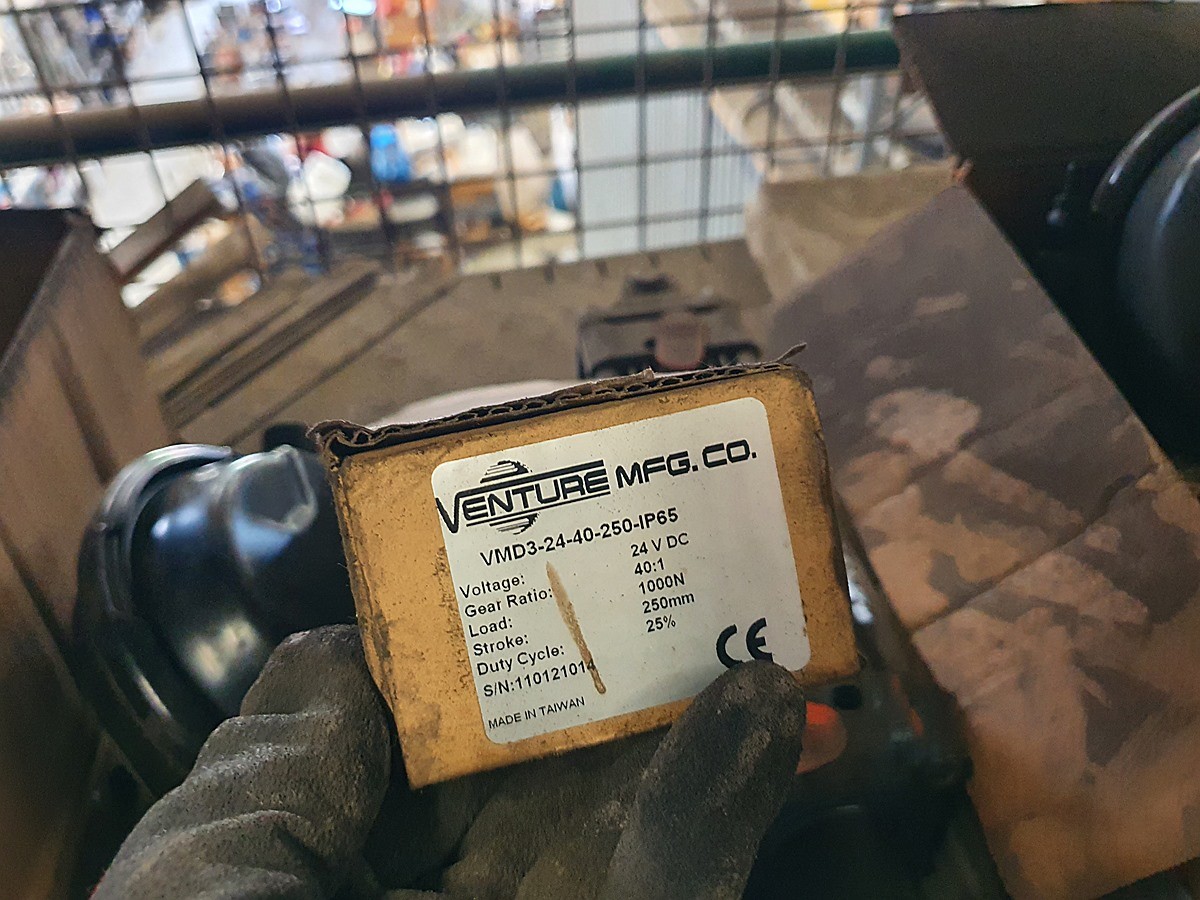 VENTURE MFG. CO.
VMD3-24-40-250-IP65
Voltage: 24 V DC
Gear Ratio: 40:1
Load: 1000N
Stroke: 250mm
Duty Cycle: 25%
S/N:110121014
MADE IN TAIWAN
CE